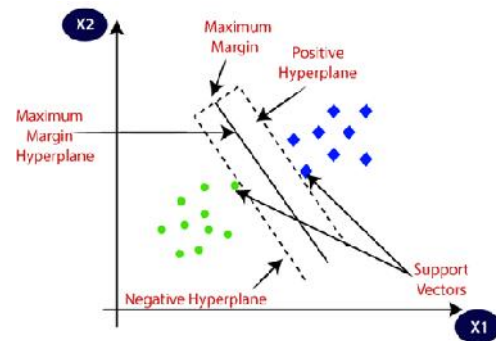 X2
Maximum
Margin
Positive
Hyperplane
Maximum
Margin
Hyperplane
Support
Vectors
Negative Hyperplane
X1